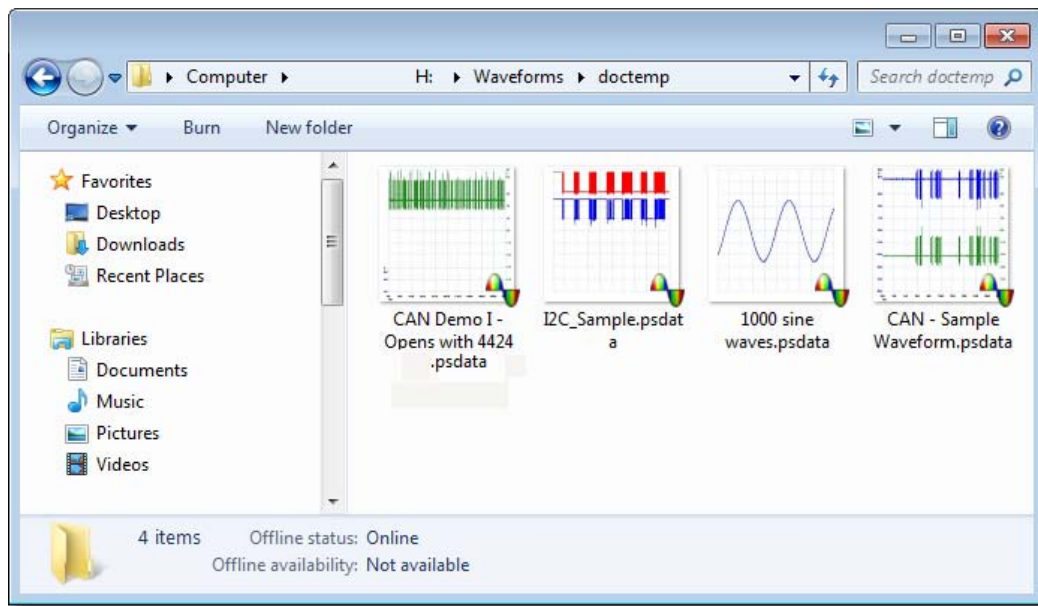 Computer H: Waveforms doctemp Search doctemp
Organize Burn New folder
Favorites
Desktop
Downloads
Recent Places
Libraries
Documents
Music
Pictures
Videos
CAN Demo I -
Opens with 4424
.psdata
I2C_Sample.psdat
a
1000 sine
waves.psdata
CAN - Sample
Waveform.psdata
4 items Offline status: Online
Offline availability: Not available